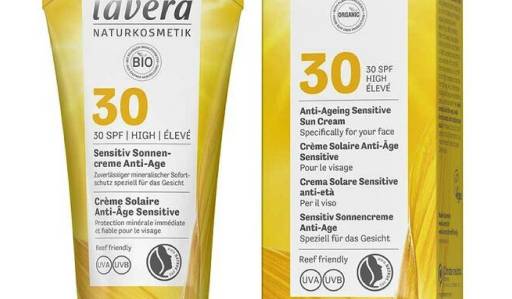 lavera
NATURKOSMETIK
BIO
30
30 SPF | HIGH | ÉLEVÉ
Sensitiv Sonnen-
creme Anti-Age
Zuverlässiger mineralischer Sofort-
schutz speziell für das Gesicht
Crème Solaire
Anti-Âge Sensitive
Protection minérale immédiate
et fiable pour le visage
Reef friendly
UVA UVB
ORGANIC
30
30 SPF
HIGH
ÉLEVÉ
Anti-Ageing Sensitive
Sun Cream
Specifically for your face
Crème Solaire Anti-Âge
Sensitive
Pour le visage
Crema Solare Sensitive
anti-età
Per il viso
Sensitiv Sonnencreme
Anti-Age
Speziell für das Gesicht
Reef friendly
UVA UVB